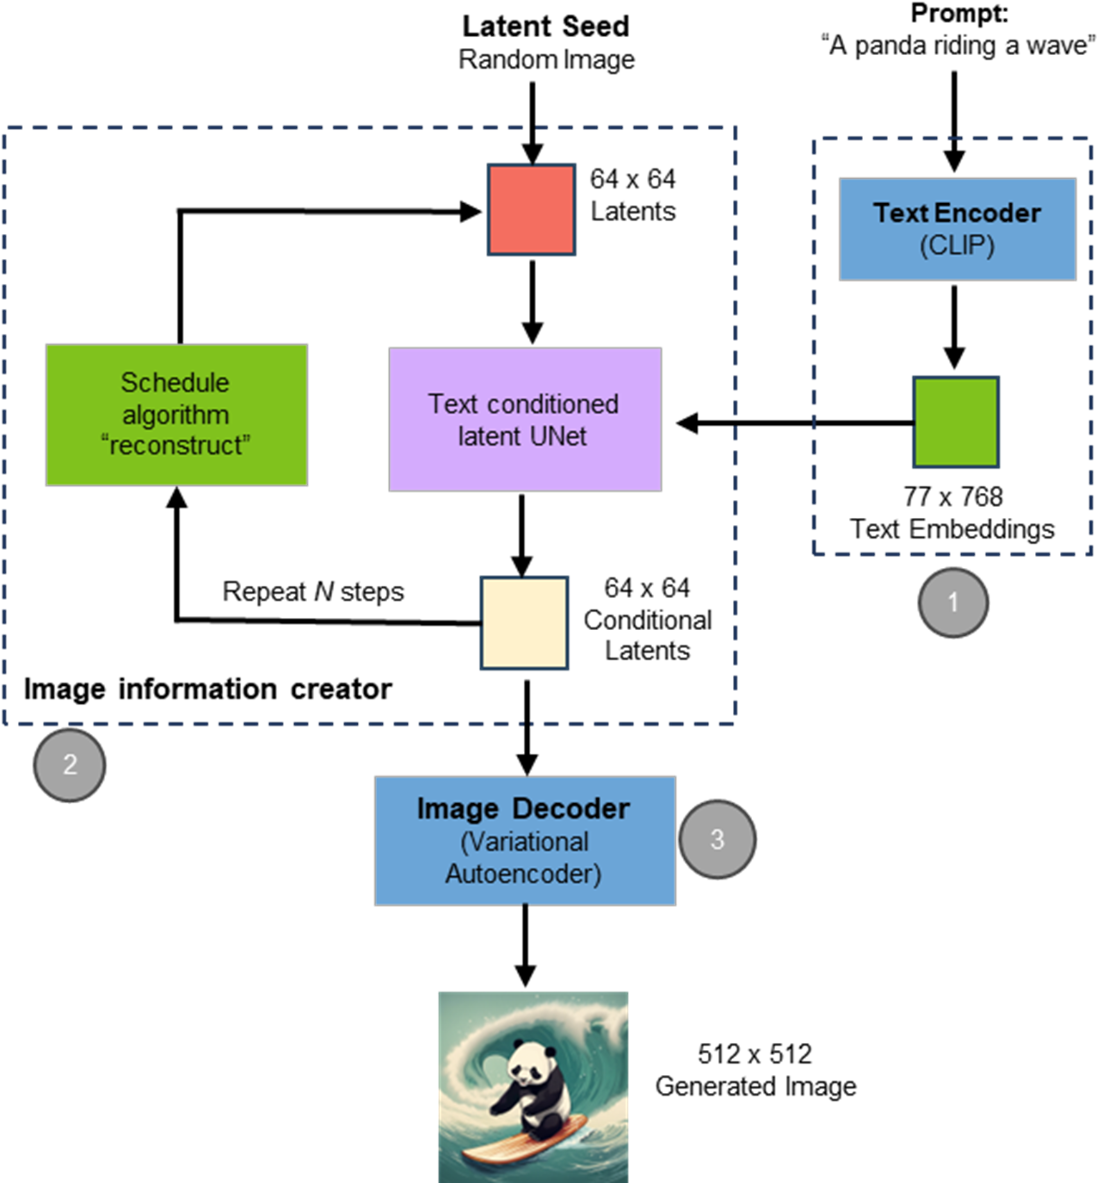 Latent Seed
Random Image
Prompt:
“A panda riding a wave”
64 x 64
Latents
Text Encoder
(CLIP)
Schedule
algorithm
“reconstruct”
Text conditioned
latent UNet
77 x 768
Text Embeddings
1
Repeat N steps
64 x 64
Conditional
Latents
Image information creator
2
Image Decoder
(Variational
Autoencoder)
3
512 x 512
Generated Image